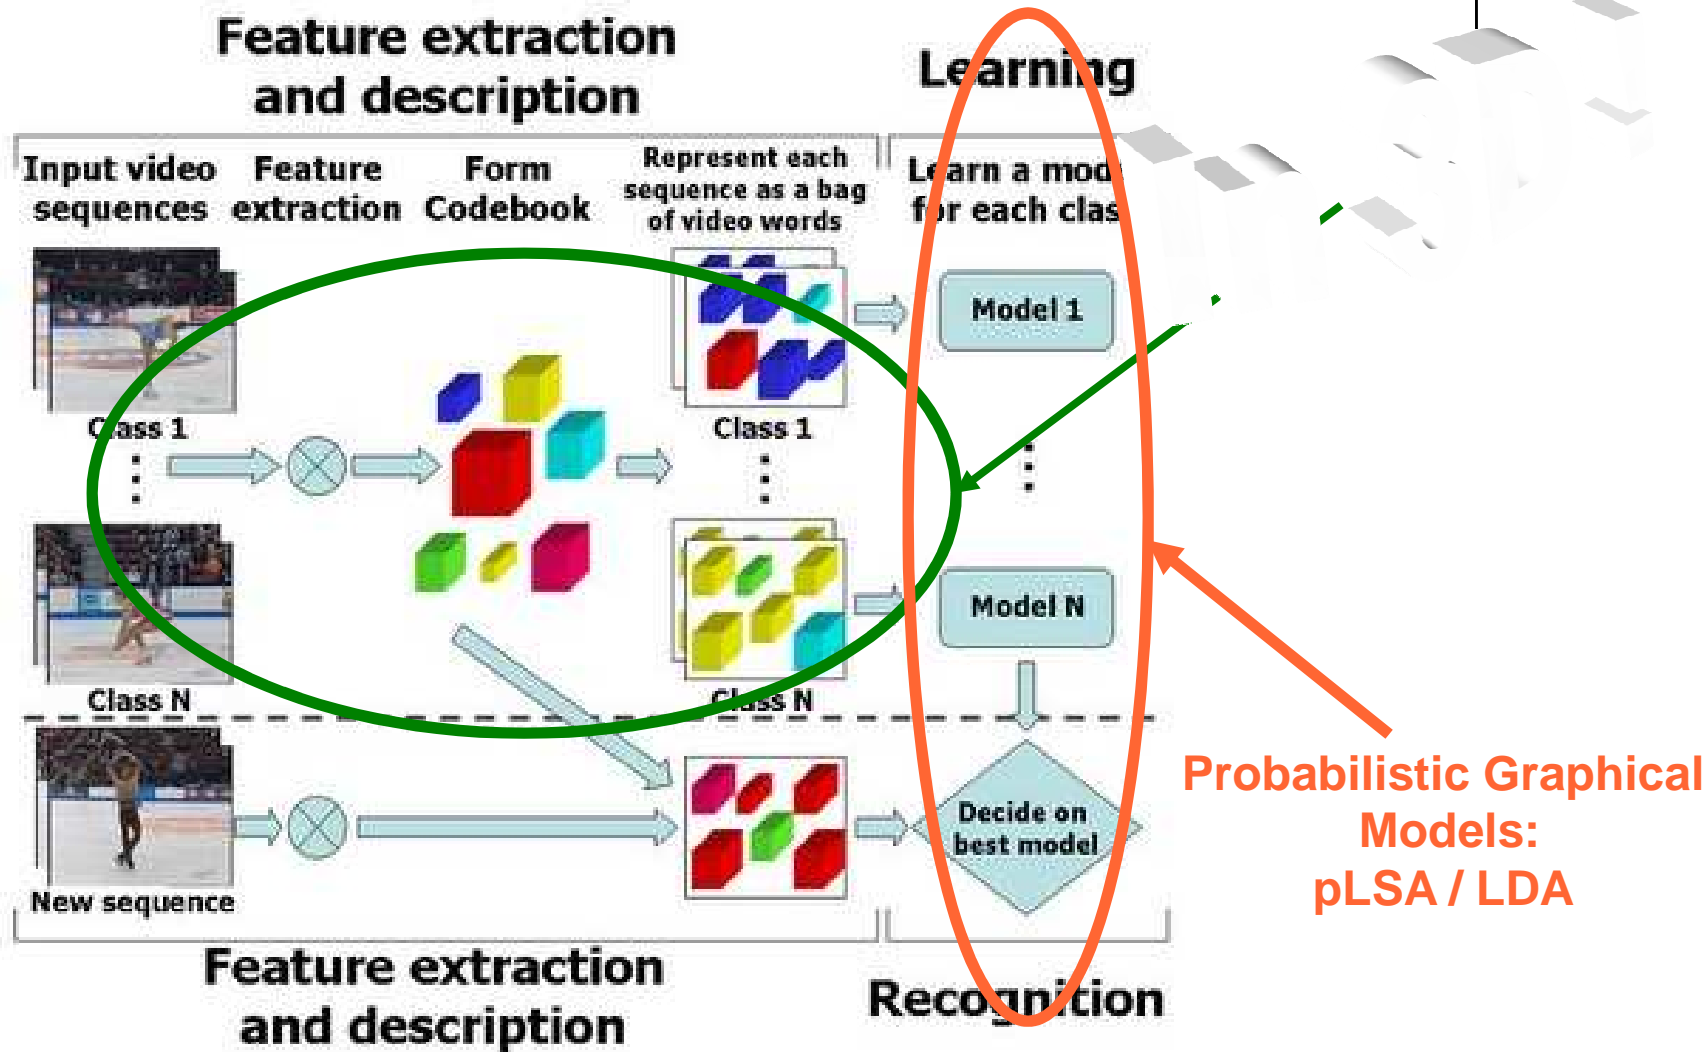 Feature extraction
and description
Learning
Input video
sequences
Feature
extraction
Form
Codebook
Represent each
sequence as a bag
of video words
Learn a mod
for each clas
Class 1
Class 1
Model 1
Class N
Class N
Model N
New sequence
Decide on
best model
Probabilistic Graphical
Models:
pLSA / LDA
Feature extraction
and description
Recognition